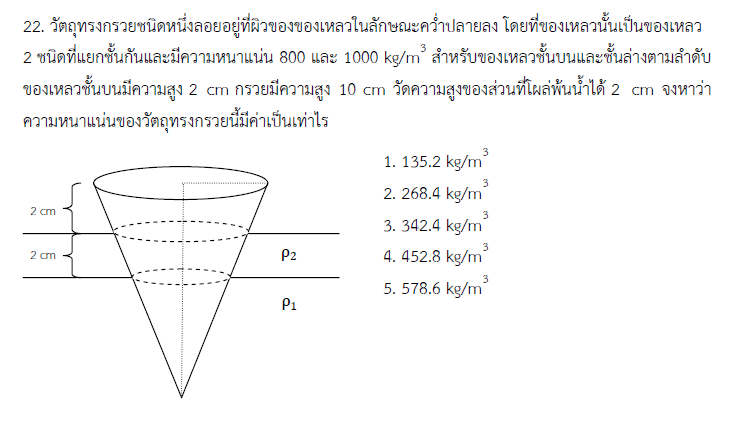 22. วัตถุทรงกรวยชนิดหนึ่งลอยอยู่ที่ผิวของของเหลวในลักษณะคว่ำปลายลง โดยที่ของเหลวนั้นเป็นของเหลว
2 ชนิดที่แยกชั้นกันและมีความหนาแน่น 800 และ 1000 kg/m³ สำหรับของเหลวชั้นบนและชั้นล่างตามลำดับ
ของเหลวชั้นบนมีความสูง 2 cm กรวยมีความสูง 10 cm วัดความสูงของส่วนที่โผล่พ้นน้ำได้ 2 cm จงหาว่า
ความหนาแน่นของวัตถุทรงกรวยนี้มีค่าเป็นเท่าไร
1. 135.2 kg/m³
2. 268.4 kg/m³
3. 342.4 kg/m³
4. 452.8 kg/m³
5. 578.6 kg/m³
2 cm
2 cm
ρ2
ρ1